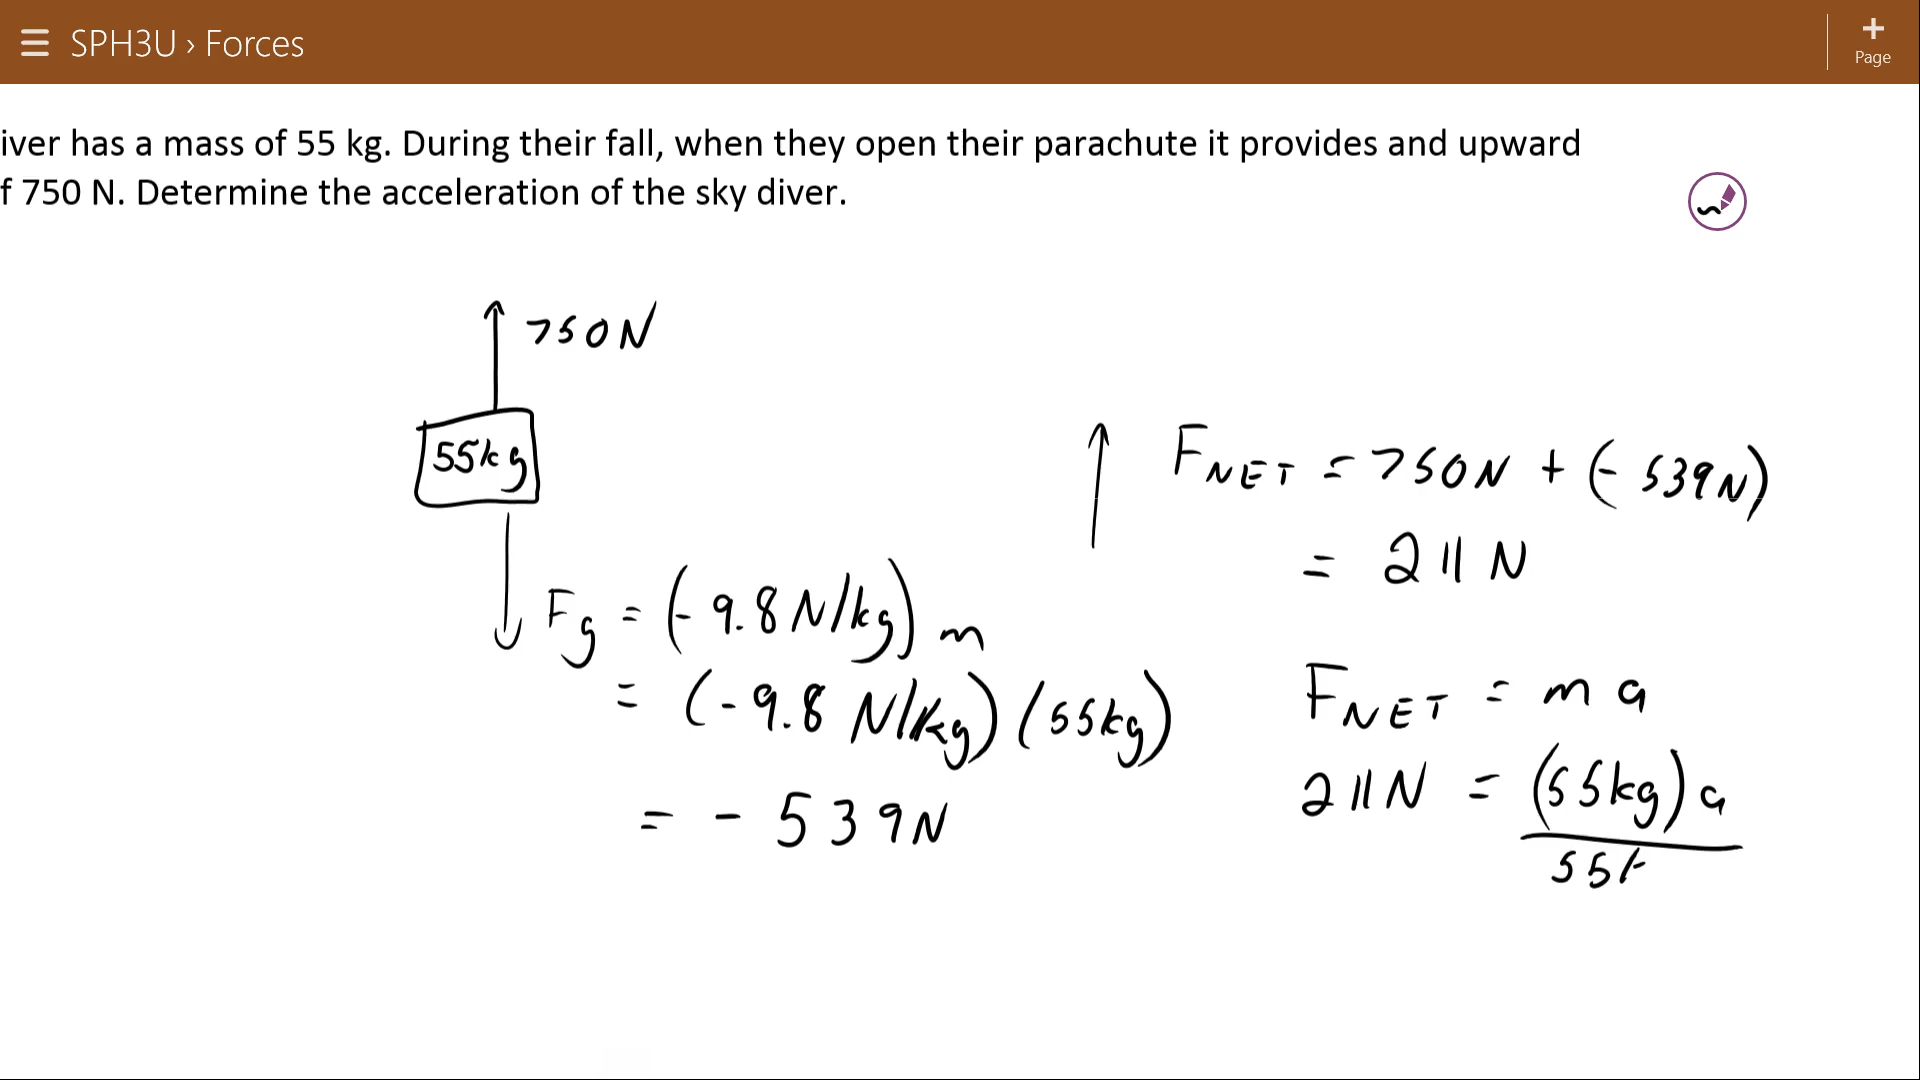 SPH3U › Forces
+
Page
iver has a mass of 55 kg. During their fall, when they open their parachute it provides and upward
f 750 N. Determine the acceleration of the sky diver.
750N
55kg
Fg = (-9.8 N/kg) m
= (-9.8 N/kg) (55kg)
= - 539N
FNET = 750N + (- 539N)
= 211 N
FNET = m a
211N = (55kg) a
55k